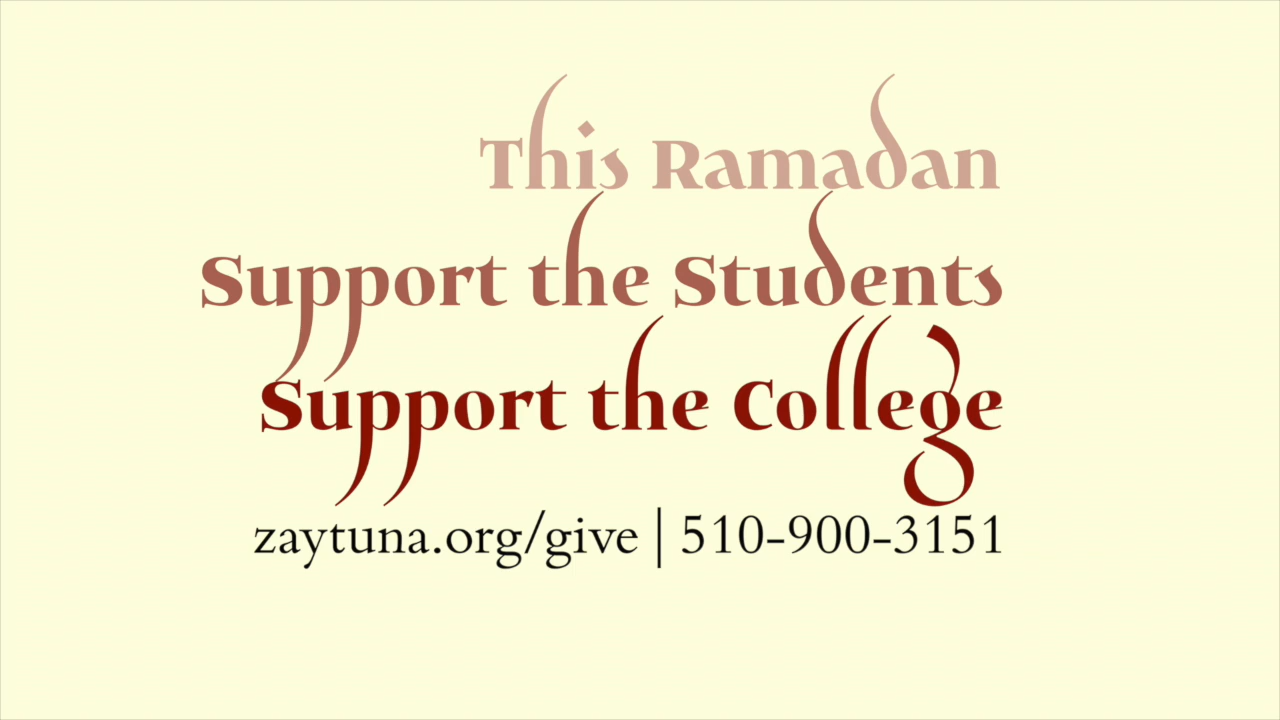 This Ramadan
Support the Students
Support the College
zaytuna.org/give | 510-900-3151